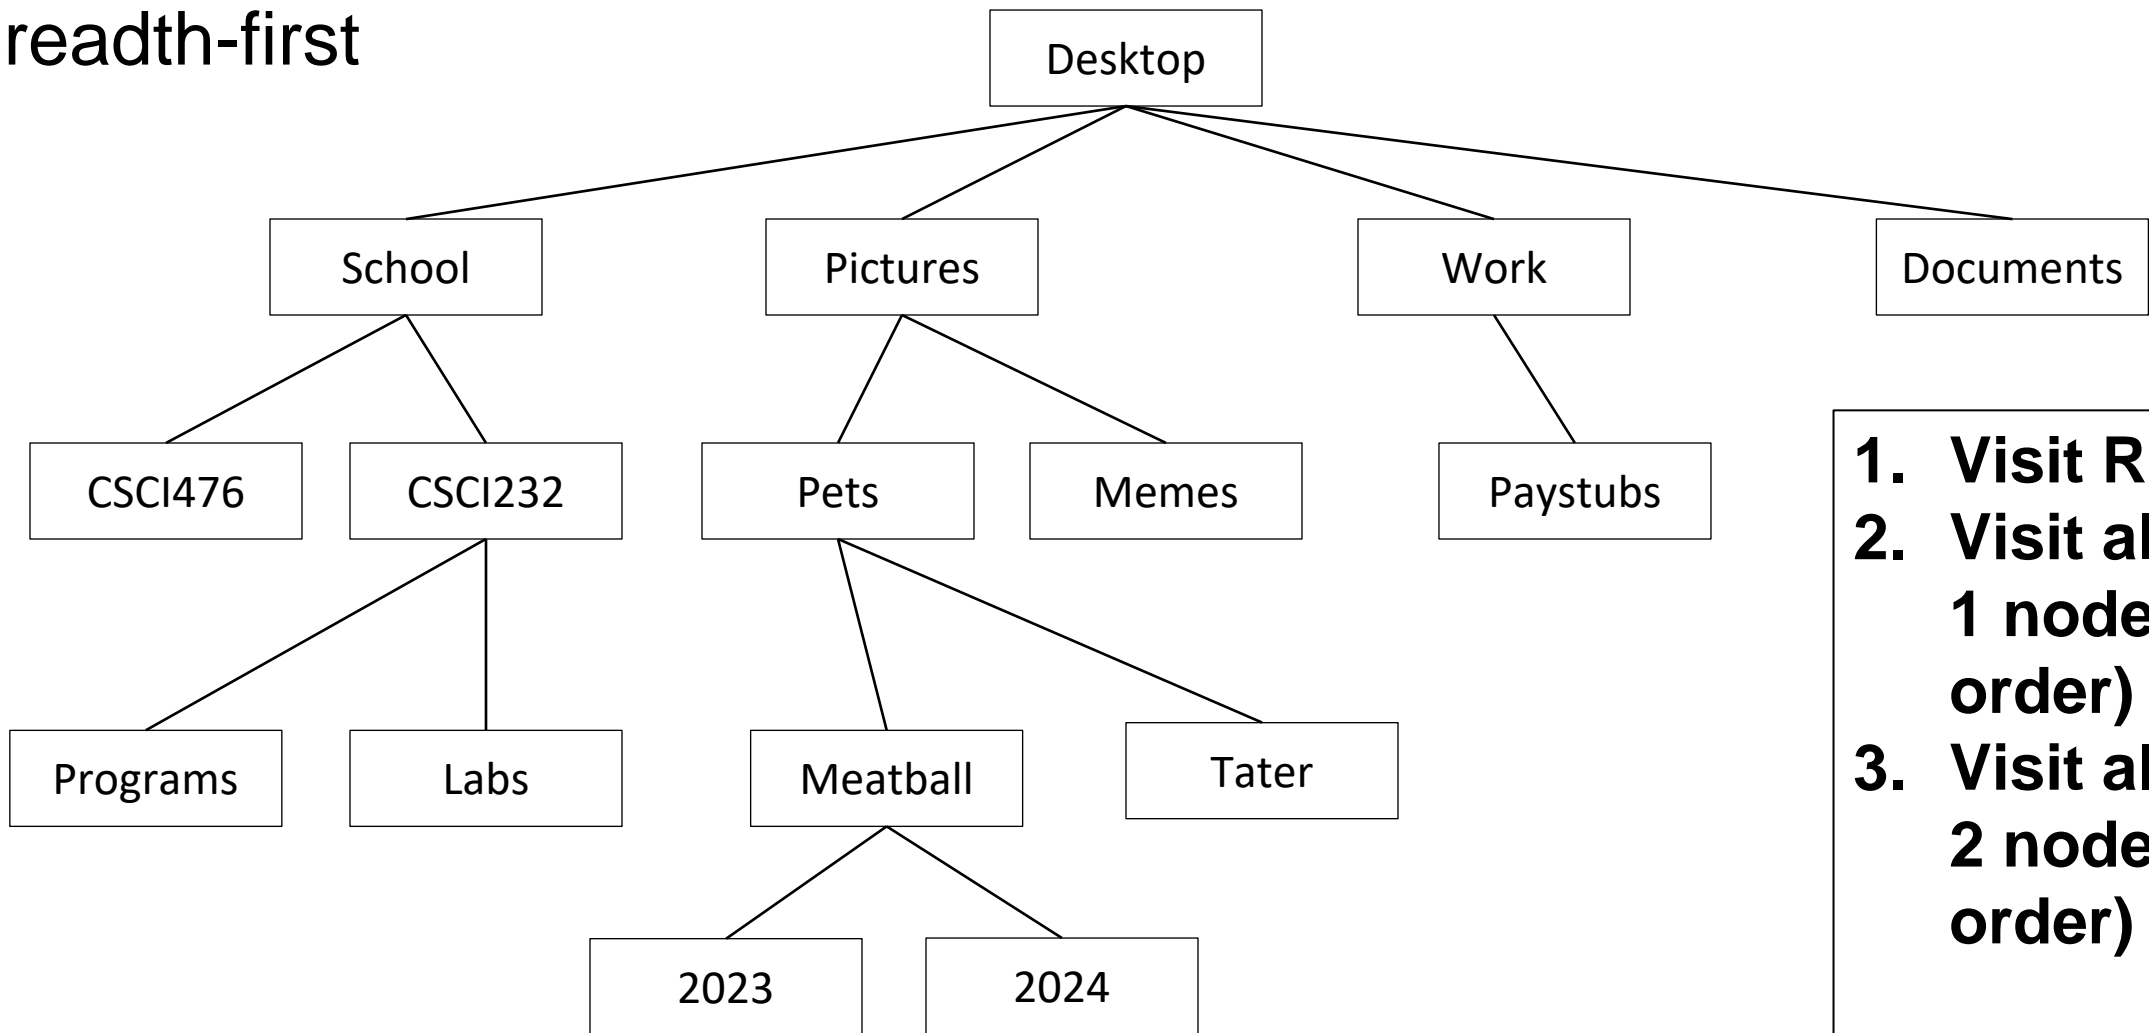 readth-first
Desktop
School
Pictures
Work
Documents
CSCI476
CSCI232
Pets
Memes
Paystubs
Programs
Labs
Meatball
Tater
2023
2024
1. Visit R
2. Visit al
1 node
order)
3. Visit al
2 node
order)